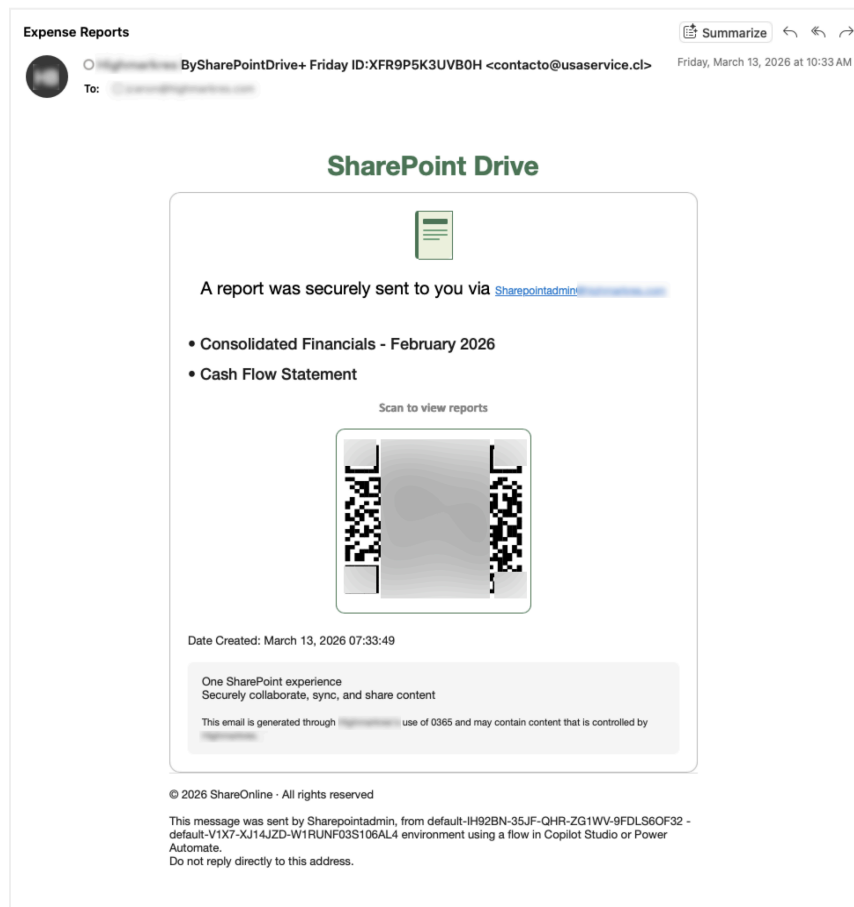 Expense Reports
Summarize
BySharePointDrive+ Friday ID:XFR9P5K3UVB0H <contacto@usaservice.cl>
Friday, March 13, 2026 at 10:33 AM
To:
SharePoint Drive
A report was securely sent to you via Sharepointadmin
• Consolidated Financials - February 2026
• Cash Flow Statement
Scan to view reports
Date Created: March 13, 2026 07:33:49
One SharePoint experience
Securely collaborate, sync, and share content
This email is generated through use of 0365 and may contain content that is controlled by
© 2026 ShareOnline · All rights reserved
This message was sent by Sharepointadmin, from default-IH92BN-35JF-QHR-ZG1WV-9FDLS6OF32 -
default-V1X7-XJ14JZD-W1RUNF03S106AL4 environment using a flow in Copilot Studio or Power
Automate.
Do not reply directly to this address.